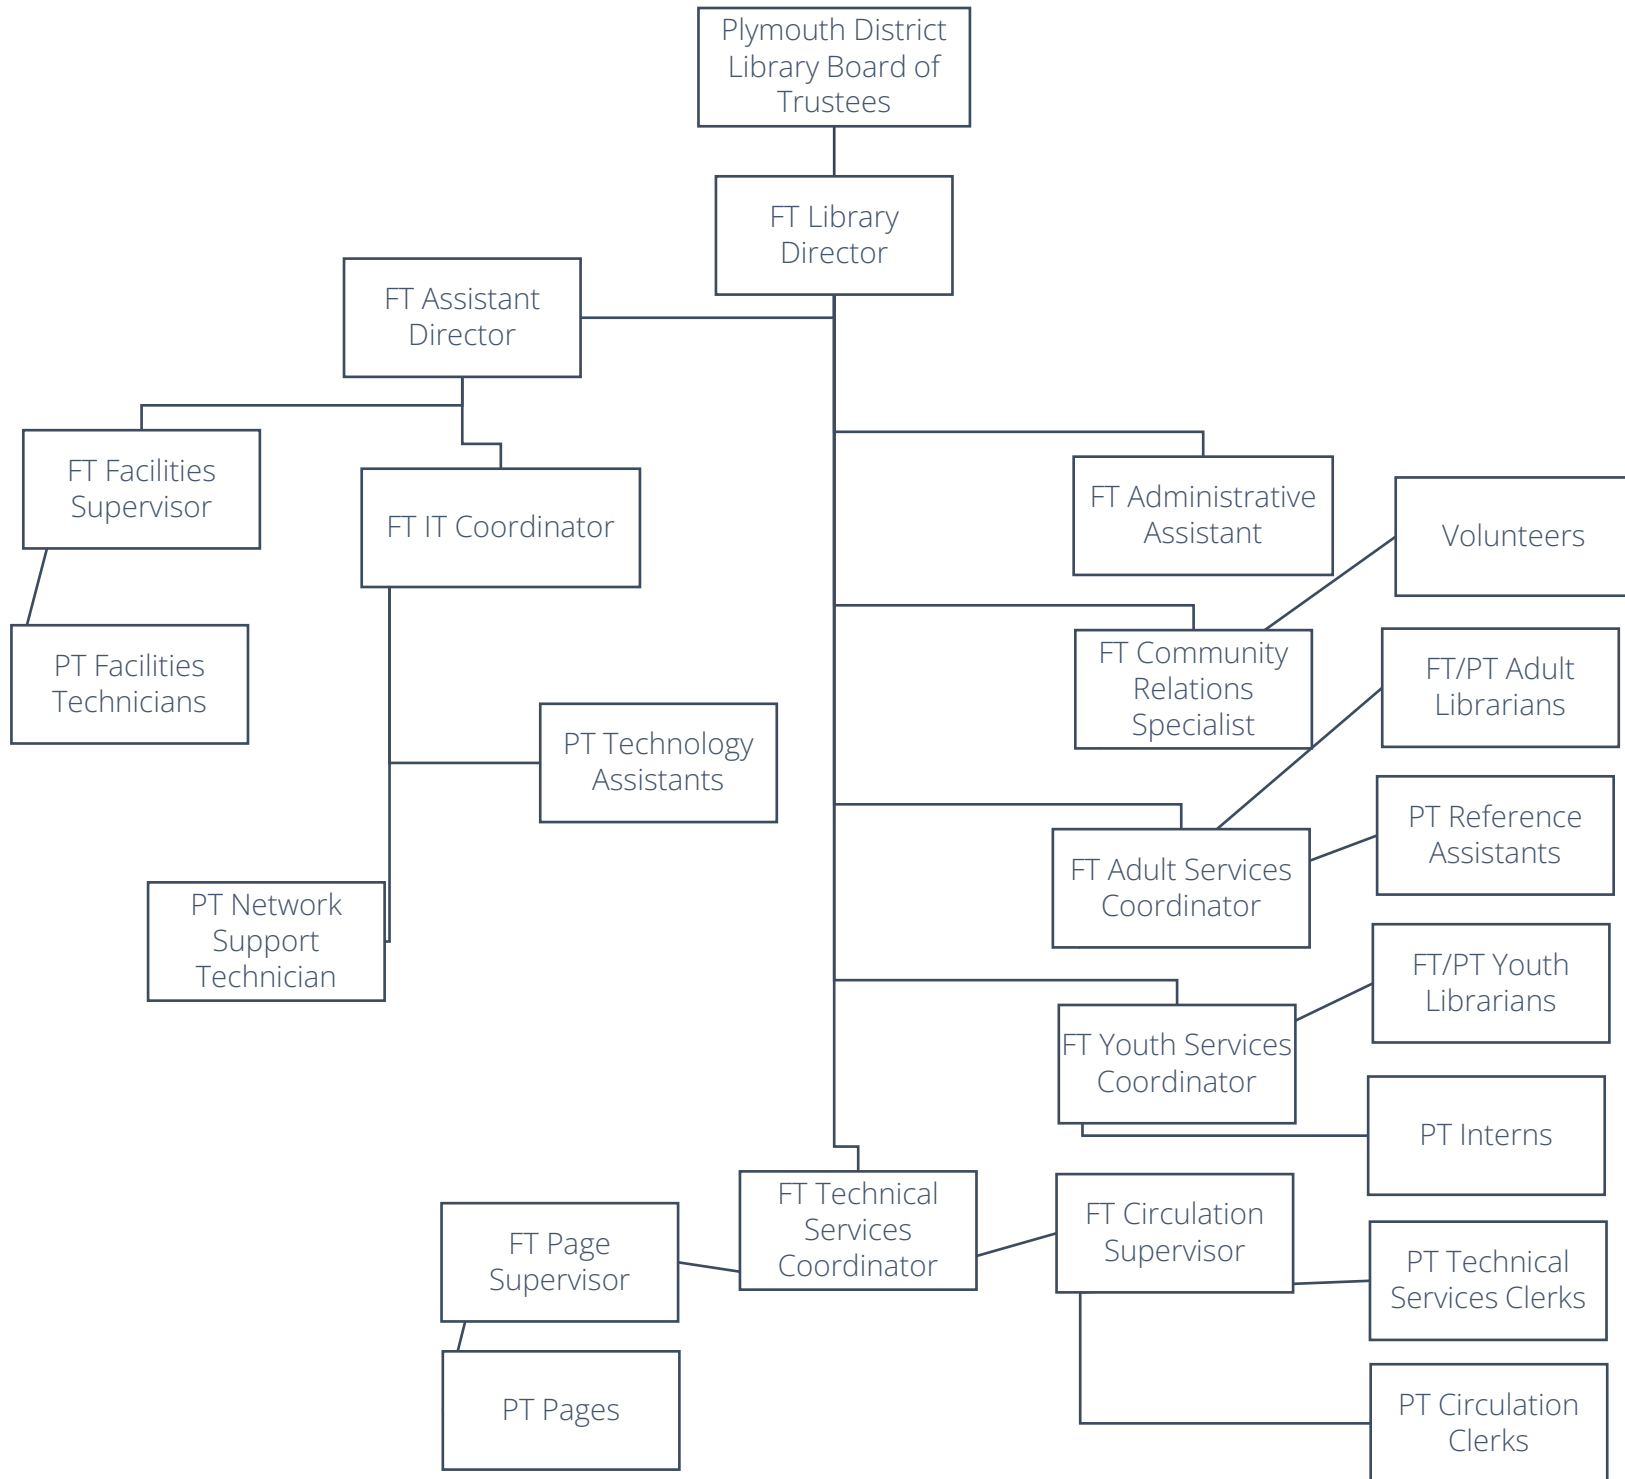 Plymouth District
Library Board of
Trustees
FT Library
Director
FT Assistant
Director
FT Facilities
Supervisor
FT IT Coordinator
FT Administrative
Assistant
Volunteers
PT Facilities
Technicians
FT Community
Relations
Specialist
FT/PT Adult
Librarians
PT Technology
Assistants
PT Reference
Assistants
FT Adult Services
Coordinator
PT Network
Support
Technician
FT/PT Youth
Librarians
FT Youth Services
Coordinator
PT Interns
FT Page
Supervisor
FT Technical
Services
Coordinator
FT Circulation
Supervisor
PT Technical
Services Clerks
PT Pages
PT Circulation
Clerks